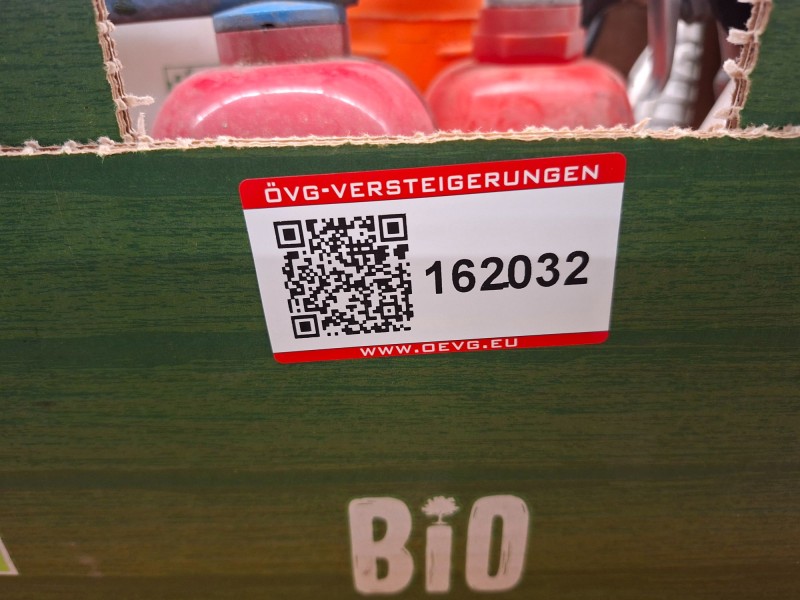 ÖVG-VERSTEIGERUNGEN
162032
WWW.OEVG.EU
BiO